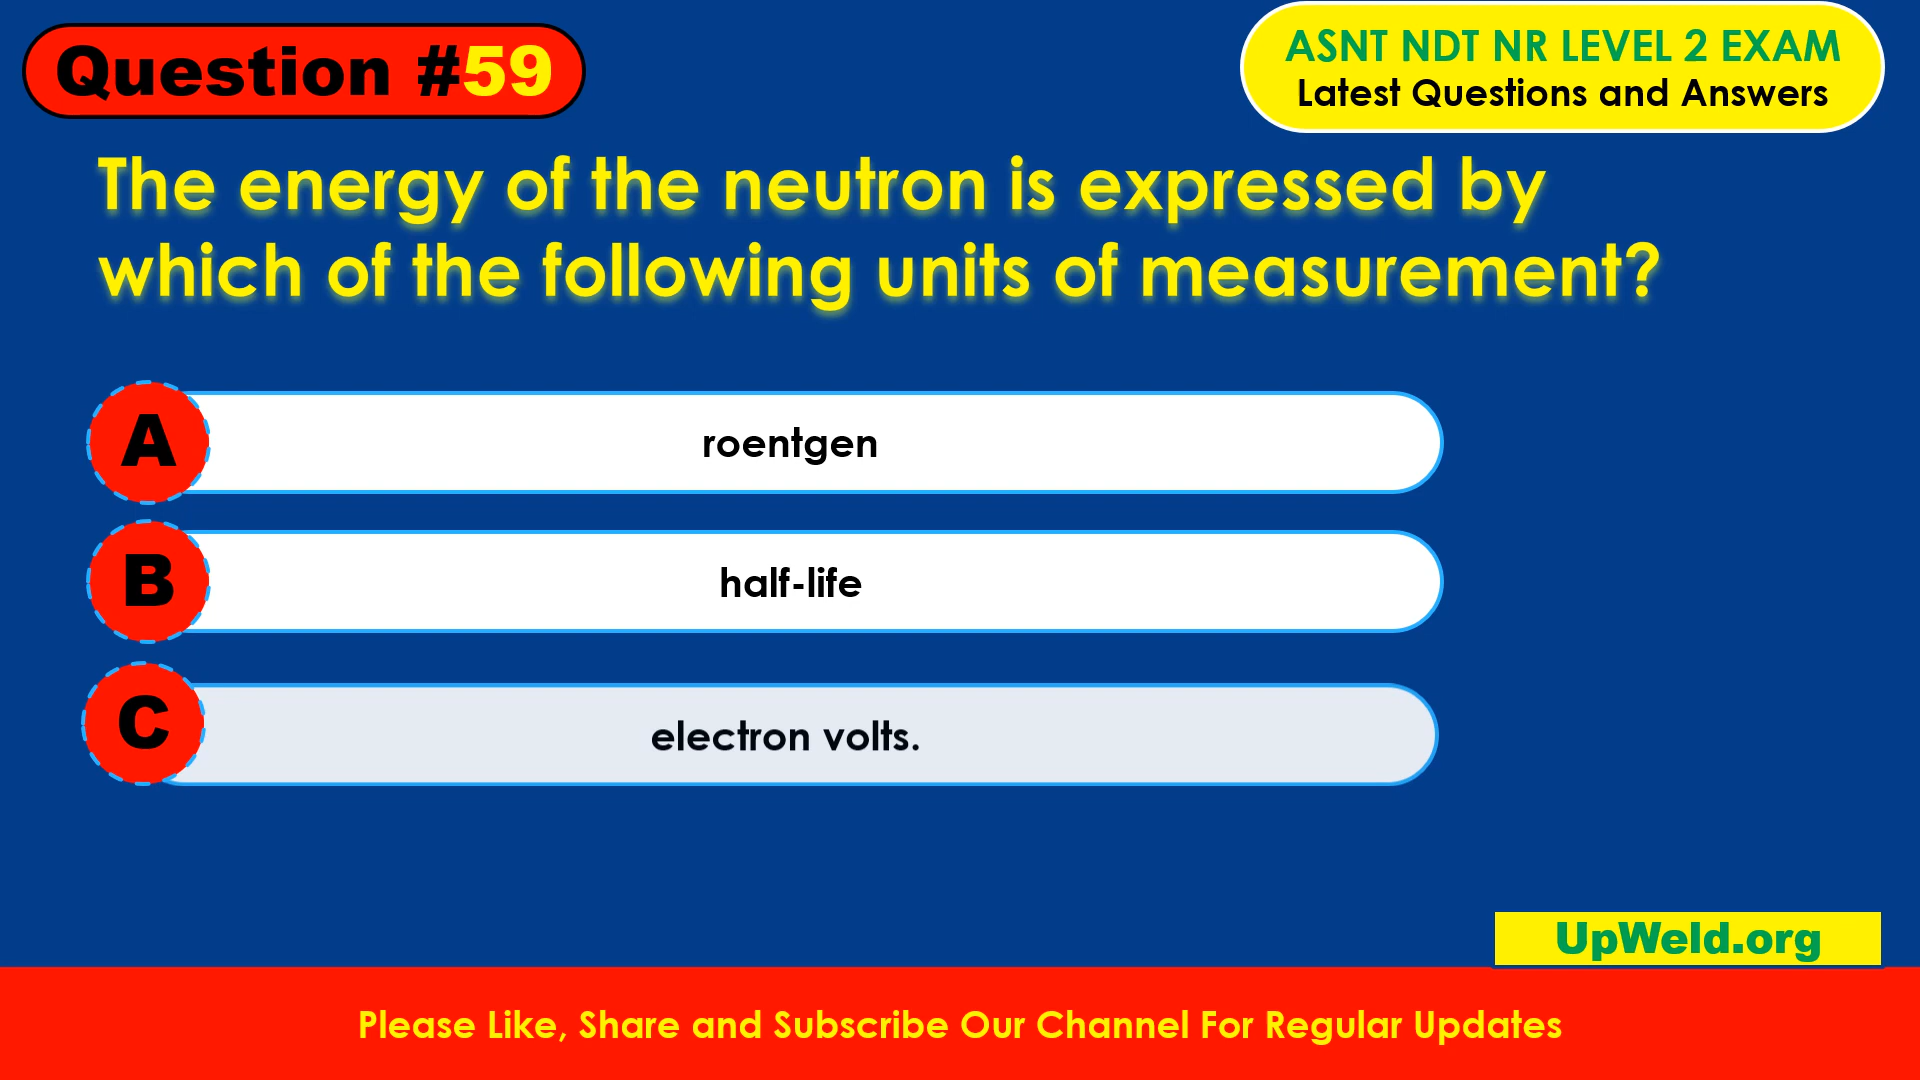 Question #59
ASNT NDT NR LEVEL 2 EXAM
Latest Questions and Answers
The energy of the neutron is expressed by
which of the following units of measurement?
A
roentgen
B
half-life
C
electron volts.
UpWeld.org
Please Like, Share and Subscribe Our Channel For Regular Updates